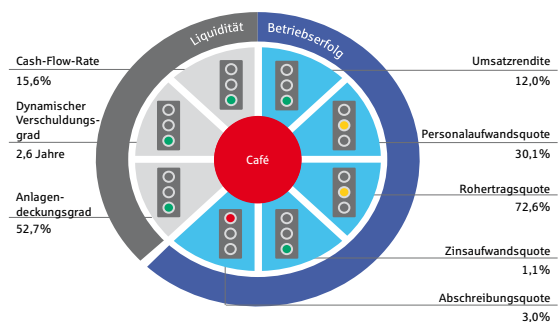 Liquidität
Betriebserfolg
Cash-Flow-Rate
15,6%
Dynamischer
Verschuldungs-
grad
2,6 Jahre
Anlagen-
deckungsgrad
52,7%
Café
Umsatzrendite
12,0%
Personalaufwandsquote
30,1%
Rohertragsquote
72,6%
Zinsaufwandsquote
1,1%
Abschreibungsquote
3,0%